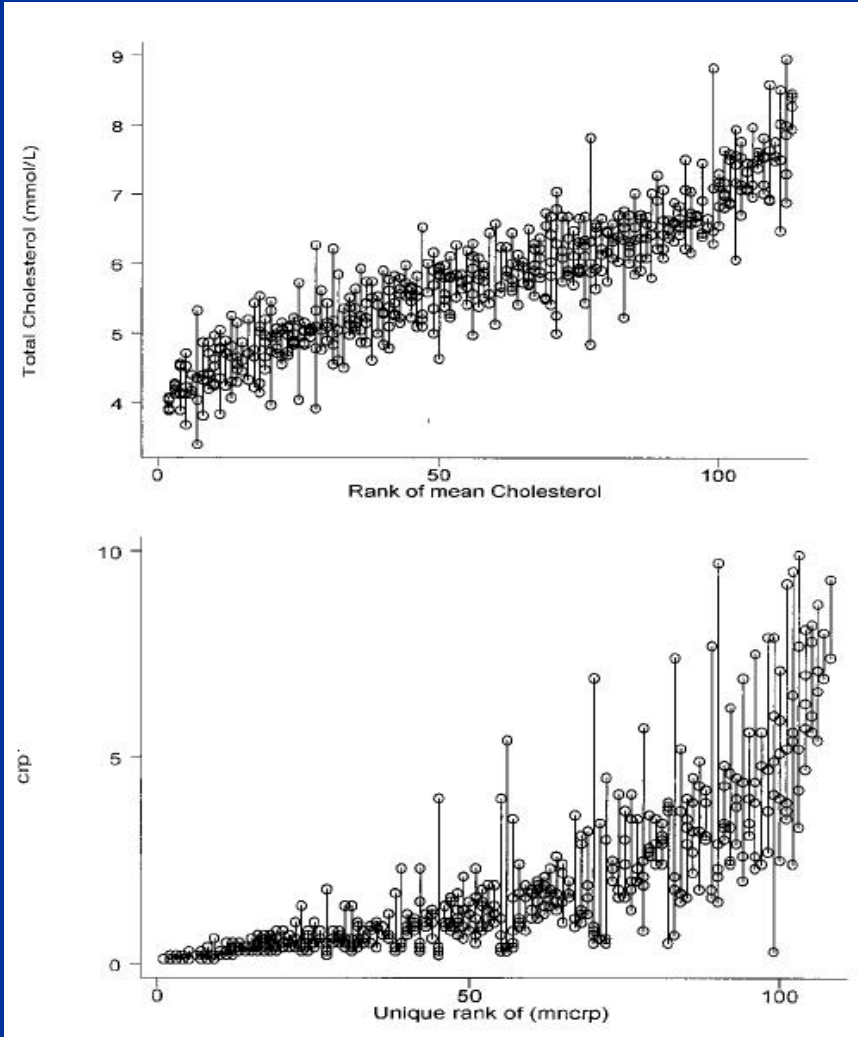 9
8
7
6
5
4
Total Cholesterol (mmol/L)
0 50 100
Rank of mean Cholesterol
10
5
0
crp
0 50 100
Unique rank of (mncrp)